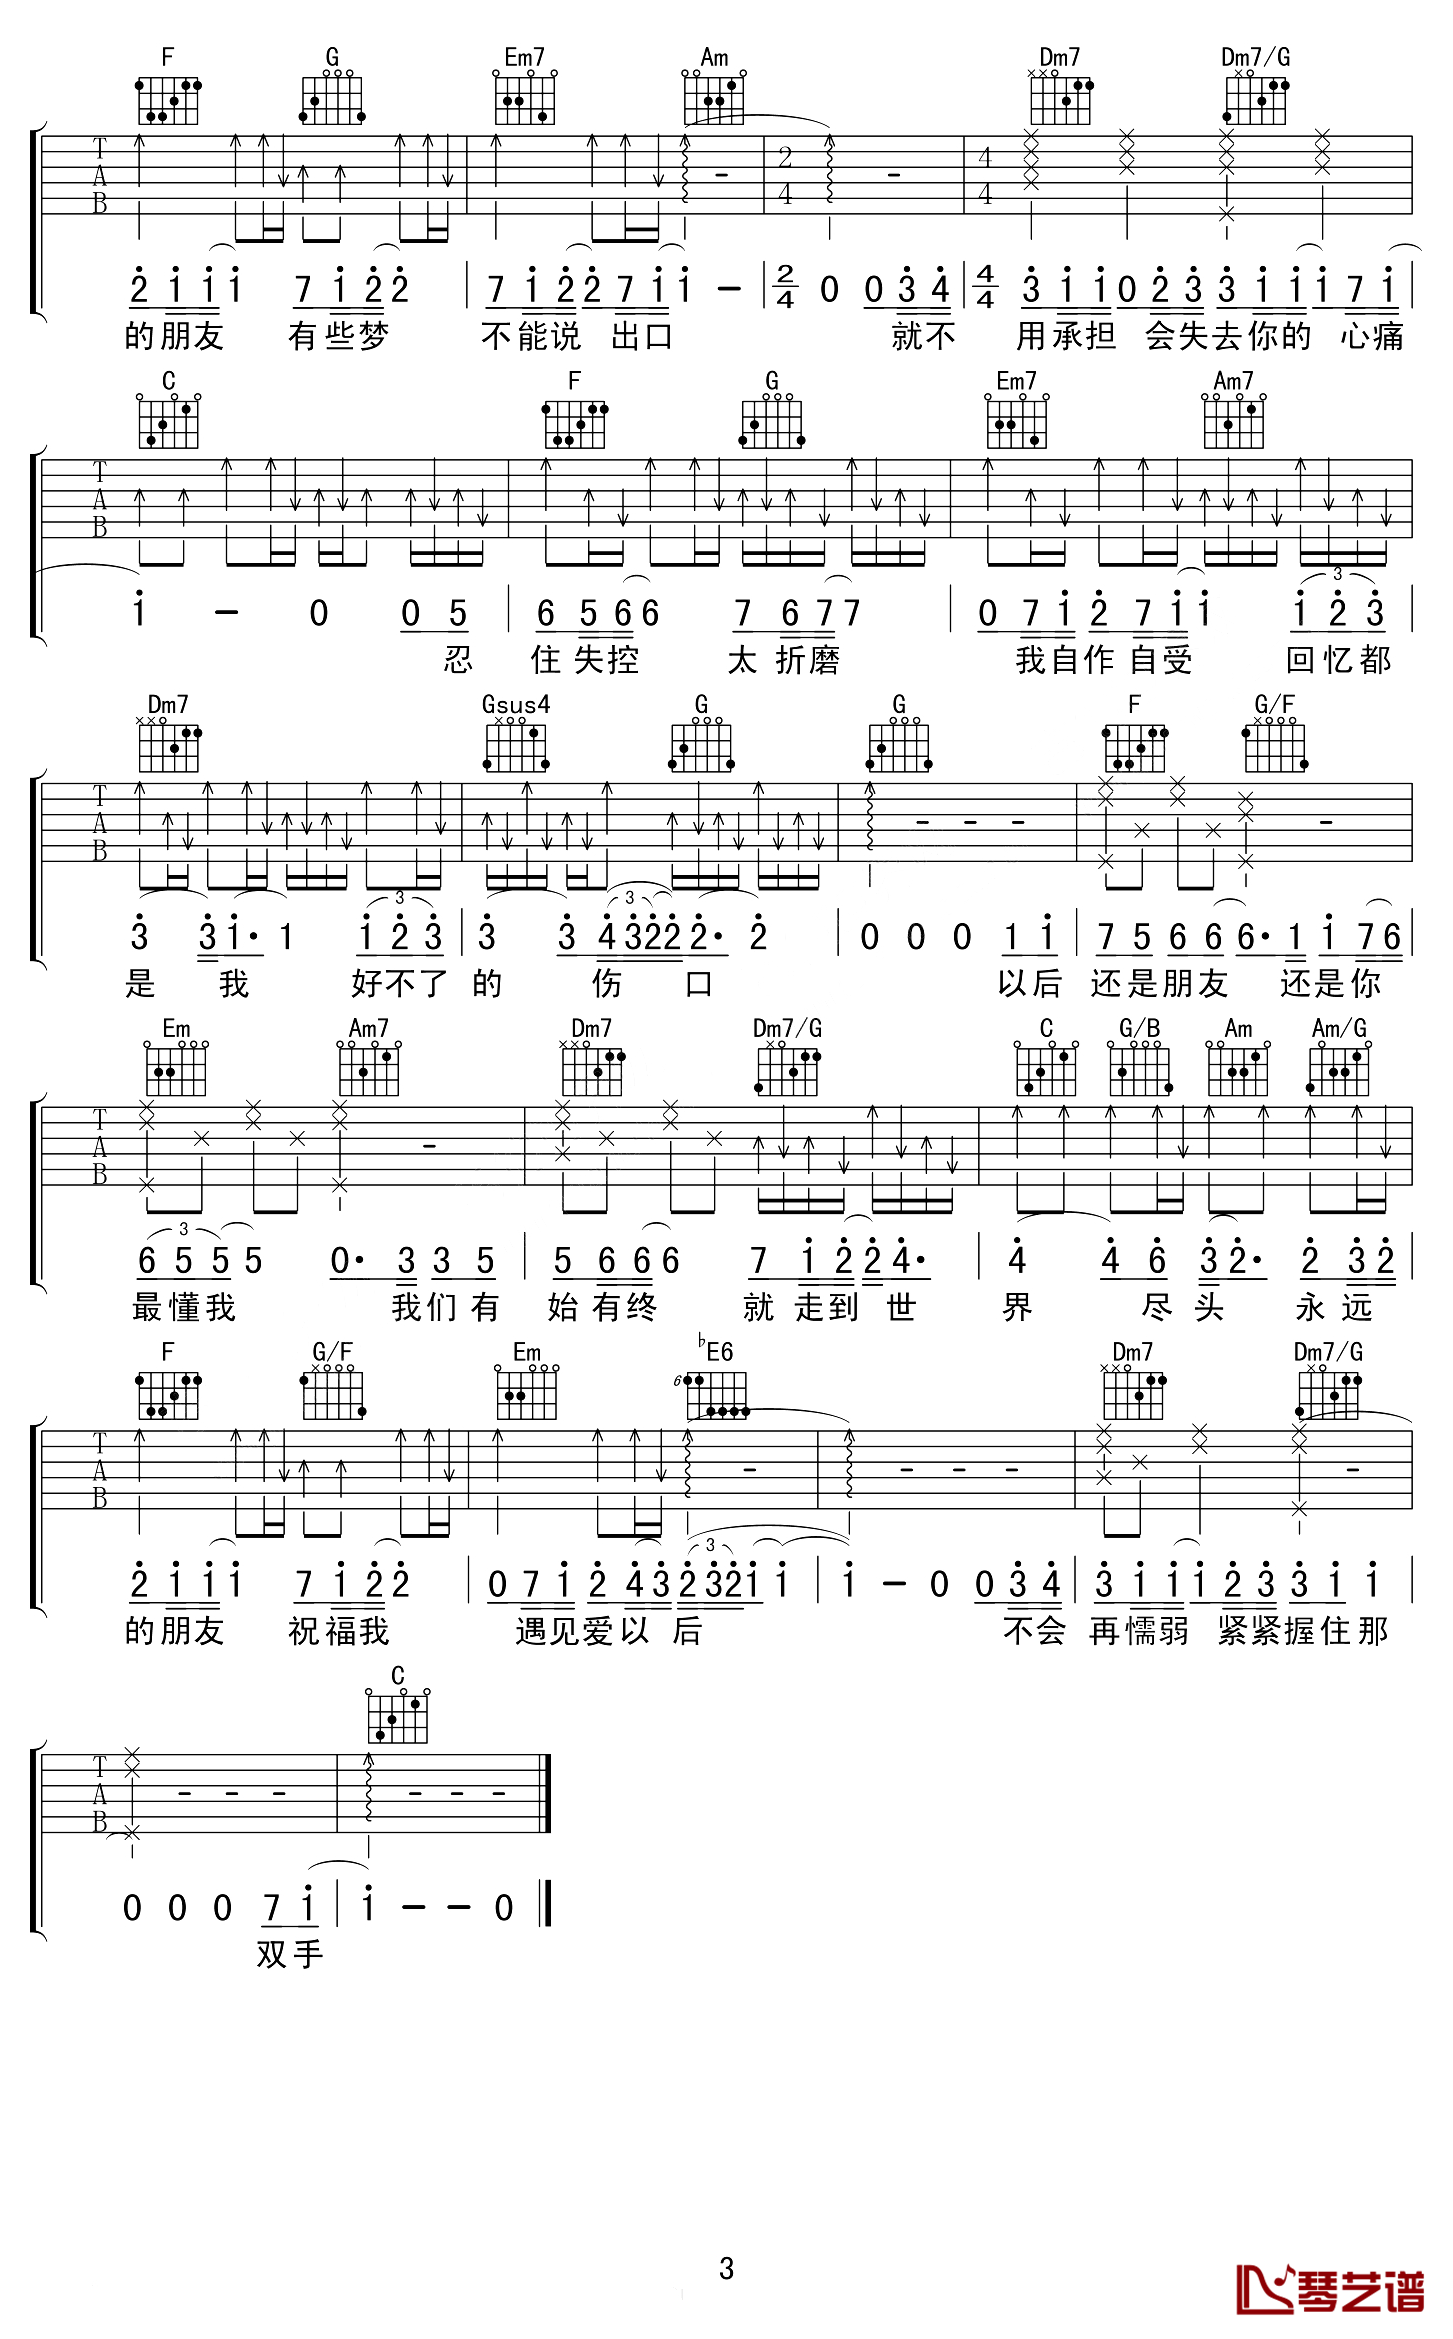 F G Em7 Am Dm7 Dm7/G
T A B 2 4 4 4
2 1 1 1 7 1 2 2 7 1 2 2 7 1 1 - 2/4 0 0 3 4 4/4 3 1 1 0 2 3 3 1 1 1 7 1
的朋友 有些梦 不能说 出口 就不 用承担 会失去你的 心痛
C F G Em7 Am7
T A B
1 - 0 0 5 6 5 6 6 7 6 7 7 0 7 1 2 7 1 1 3 1 2 3
忍 住失控 太折磨 我自作自受 回忆都
Dm7 Gsus4 G G F G/F
T A B
3 3 1· 1 3 1 2 3 3 3 3 4 3 2 2 2· 2 0 0 0 1 1 7 5 6 6 6· 1 1 7 6
是 我 好不了 的 伤 口 以后 还是朋友 还是你
Em Am7 Dm7 Dm7/G C G/B Am Am/G
T A B
3 6 5 5 5 0· 3 3 5 5 6 6 6 7 1 2 2 4· 4 4 6 3 2· 2 3 2
最懂我 我们有 始有终 就走到 世 界 尽头 永远
F G/F Em ♭E6 6 Dm7 Dm7/G
T A B
2 1 1 1 7 1 2 2 0 7 1 2 4 3 3 2 3 2 1 1 1 - 0 0 3 4 3 1 1 1 2 3 3 1 1
的朋友 祝福我 遇见爱以后 不会 再懦弱 紧紧握住那
C
T A B
0 0 0 7 1 1 - - 0
双手
3
琴艺谱